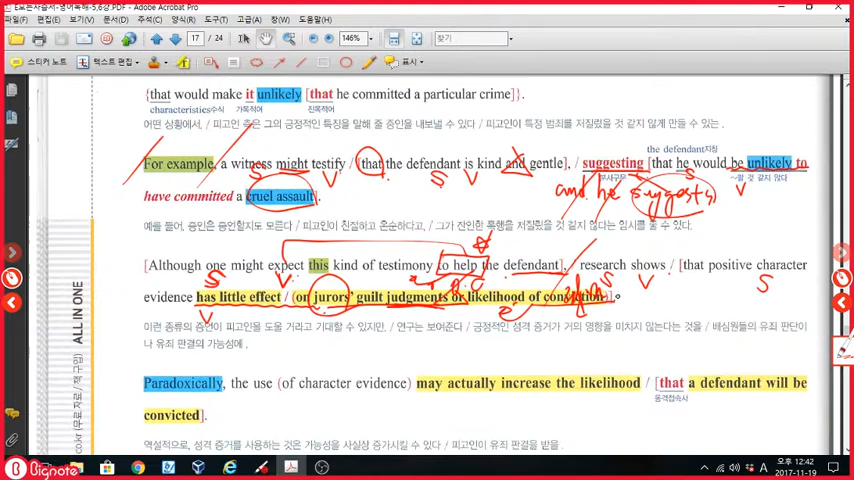 E포븐사출서-영어독해-5,6강.pdf - Adobe Acrobat Pro
파일(F) 편집(E) 보기(V) 문서(D) 주석(C) 양식(R) 도구(T) 고급(A) 창(W) 도움말(H)
17 / 24 146% 찾기
스티커 노트 텍스트 편집 표시
{that would make it unlikely [that he committed a particular crime]}.
characteristics수식 가목적어 진목적어
어떤 상황에서, / 피고인 측은 그의 긍정적인 특징을 말해 줄 증인을 내보낼 수 있다 / 피고인이 특정 범죄를 저질렀을 것 같지 않게 만들 수 있는.
the defendant지칭
For example, a witness might testify / [that the defendant is kind and gentle], / suggesting [that he would be unlikely to
S V S V 부사구문 S V ~할 것 같지 않다
and he suggests
have committed a cruel assault].
예를 들어, 증인은 증언할지도 모른다 / 피고인이 친절하고 온순하다고, / 그가 잔인한 폭행을 저질렀을 것 같지 않다는 암시를 줄 수 있다.
[Although one might expect this kind of testimony to help the defendant], research shows / [that positive character
S V O.C S V S
evidence has little effect / (on jurors' guilt judgments or likelihood of conviction)].
V
이런 종류의 증언이 피고인을 도울 거라고 기대할 수 있지만, / 연구는 보여준다 / 긍정적인 성격 증거가 거의 영향을 미치지 않는다는 것을 / 배심원들의 유죄 판단이
나 유죄 판결의 가능성에,
Paradoxically, the use (of character evidence) may actually increase the likelihood / [that a defendant will be
동격접속사
convicted].
역설적으로, 성격 증거를 사용하는 것은 가능성을 사실상 증가시킬 수 있다 / 피고인이 유죄 판결을 받을.
co.kr (무료 자료 / 책 구입) ALL IN ONE
Bignote
A 오후 12:42
2017-11-19